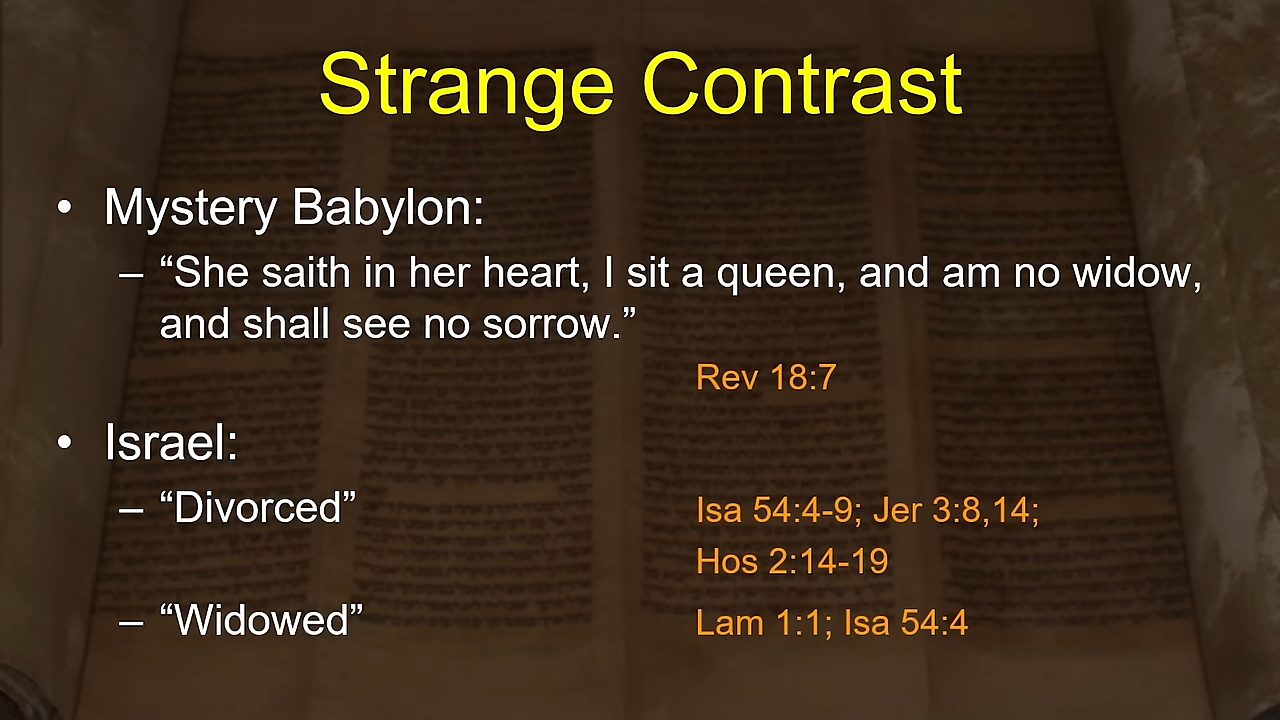 Strange Contrast
• Mystery Babylon:
– “She saith in her heart, I sit a queen, and am no widow,
and shall see no sorrow.”
Rev 18:7
• Israel:
– “Divorced” Isa 54:4-9; Jer 3:8,14;
Hos 2:14-19
– “Widowed” Lam 1:1; Isa 54:4